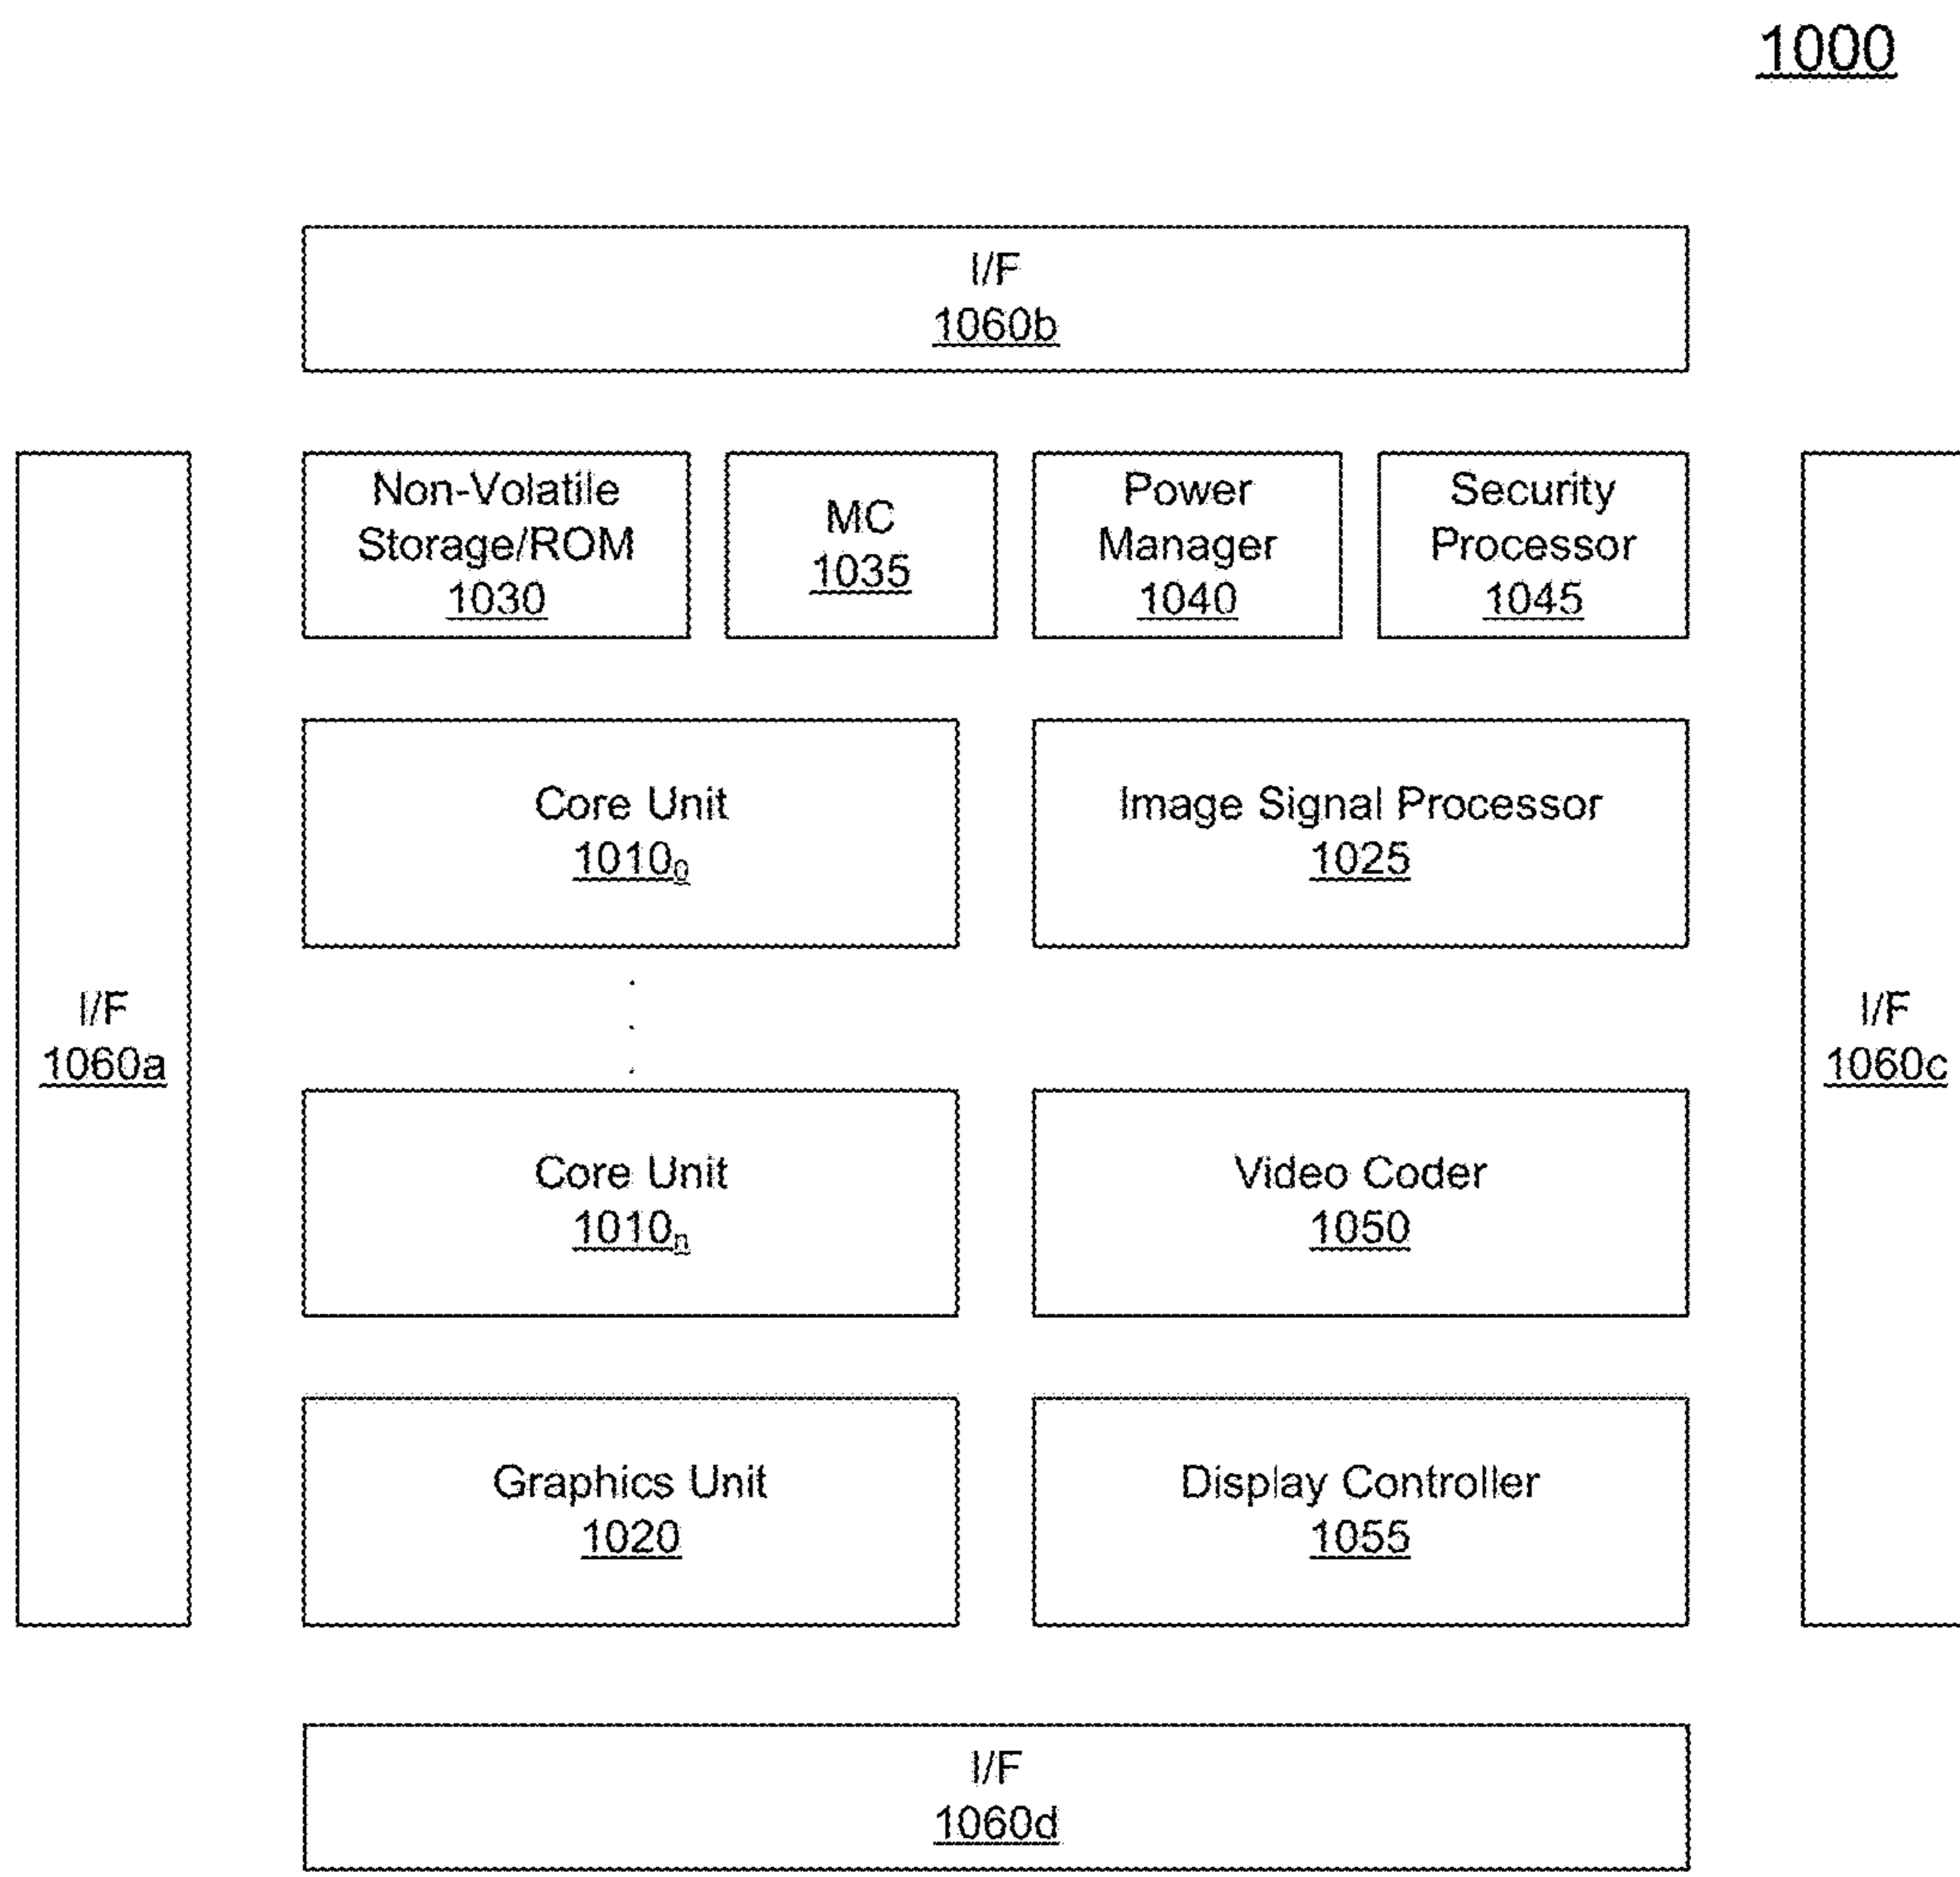 1000
I/F
1060b
Non-Volatile
Storage/ROM
1030
MC
1035
Power
Manager
1040
Security
Processor
1045
Core Unit
1010₀
Image Signal Processor
1025
I/F
1060a
I/F
1060c
Core Unit
1010ₙ
Video Coder
1050
Graphics Unit
1020
Display Controller
1055
I/F
1060d